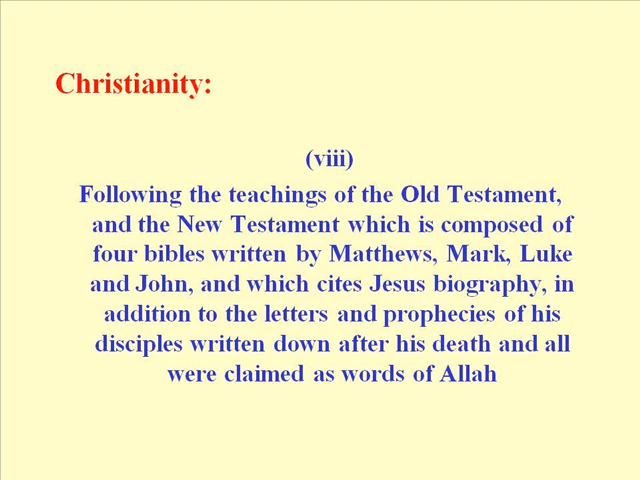 Christianity:
(viii)
Following the teachings of the Old Testament,
and the New Testament which is composed of
four bibles written by Matthews, Mark, Luke
and John, and which cites Jesus biography, in
addition to the letters and prophecies of his
disciples written down after his death and all
were claimed as words of Allah